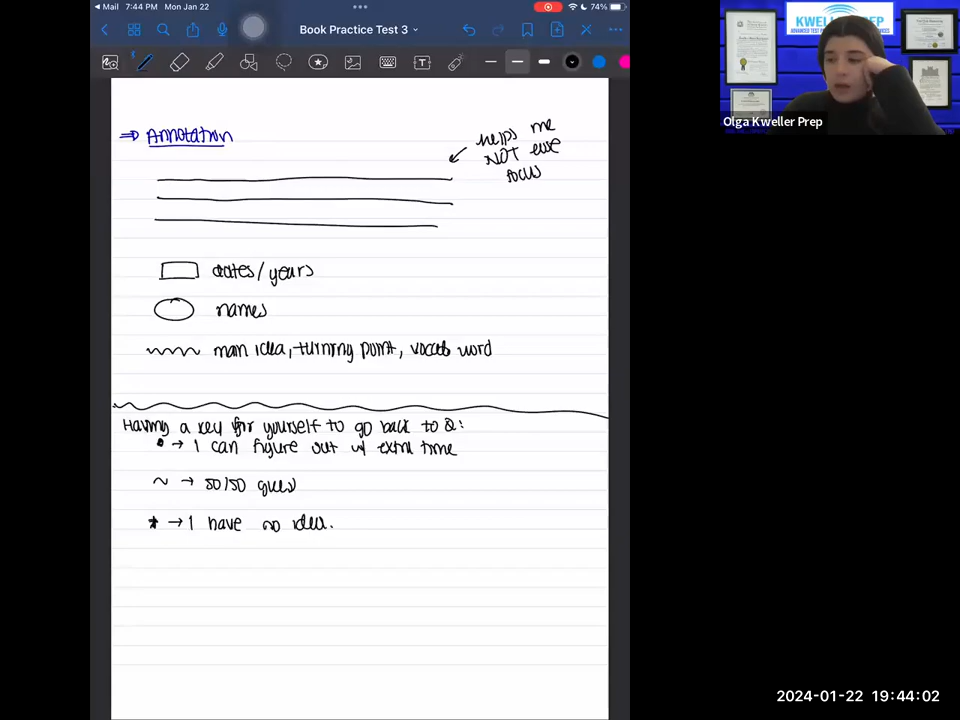 Mail 7:44 PM Mon Jan 22
74%
Book Practice Test 3
⇒ Annotation
helps me
NOT lose
focus
dates/years
names
main idea, turning point, vocab word
Having a key for yourself to go back to Q:
• → I can figure out w/ extra time
~ → 50/50 guess
* → I have no idea.
KWELLER PREP
Olga Kweller Prep
2024-01-22 19:44:02